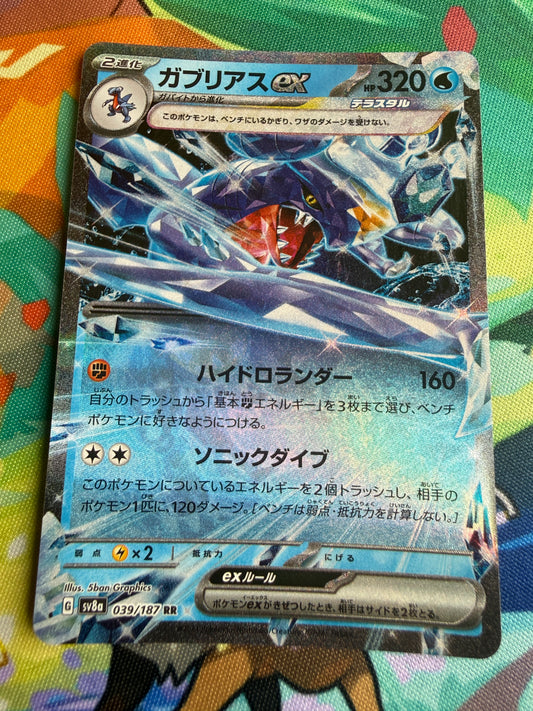 2進化
ガブリアスex
HP 320
ガバイトから進化
テラスタル
このポケモンは、ベンチにいるかぎり、ワザのダメージを受けない。
ハイドロランダー 160
自分のトラッシュから「基本エネルギー」を3枚まで選び、ベンチ
ポケモンに好きなようにつける。
ソニックダイブ
このポケモンについているエネルギーを2個トラッシュし、相手の
ポケモン1匹に、120ダメージ。[ベンチは弱点・抵抗力を計算しない。]
弱点 ×2 抵抗力 にげる
Illus. 5ban Graphics
exルール
ポケモンexがきぜつしたとき、相手はサイドを2枚とる。
G sv8a 039/187 RR